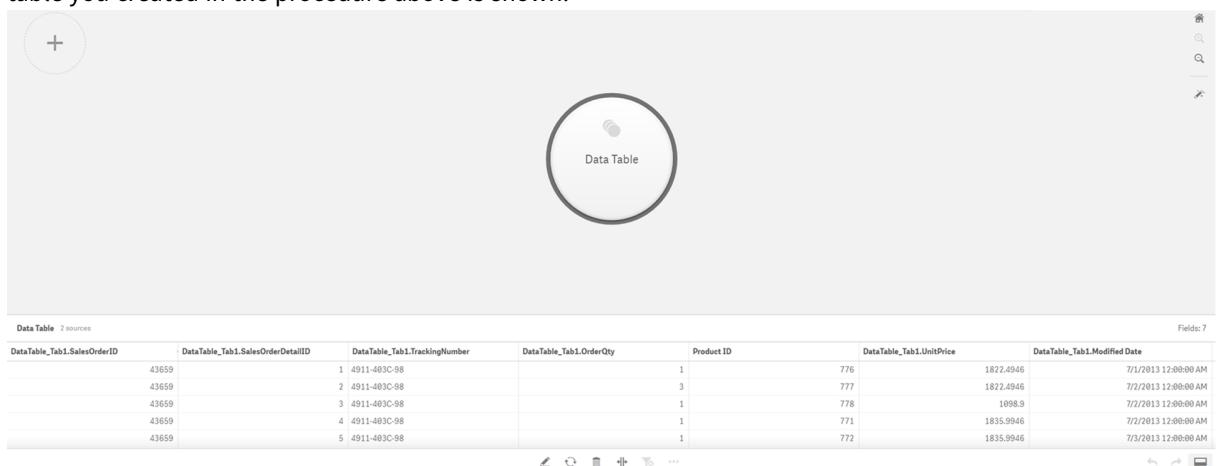 table you created in the procedure above is shown.
Data Table
Data Table 2 sources Fields: 7
DataTable_Tab1.SalesOrderID DataTable_Tab1.SalesOrderDetailID DataTable_Tab1.TrackingNumber DataTable_Tab1.OrderQty Product ID DataTable_Tab1.UnitPrice DataTable_Tab1.Modified Date
43659 1 4911-403C-98 1 776 1822.4946 7/1/2013 12:00:00 AM
43659 2 4911-403C-98 3 777 1822.4946 7/2/2013 12:00:00 AM
43659 3 4911-403C-98 1 778 1098.9 7/2/2013 12:00:00 AM
43659 4 4911-403C-98 1 771 1835.9946 7/2/2013 12:00:00 AM
43659 5 4911-403C-98 1 772 1835.9946 7/3/2013 12:00:00 AM